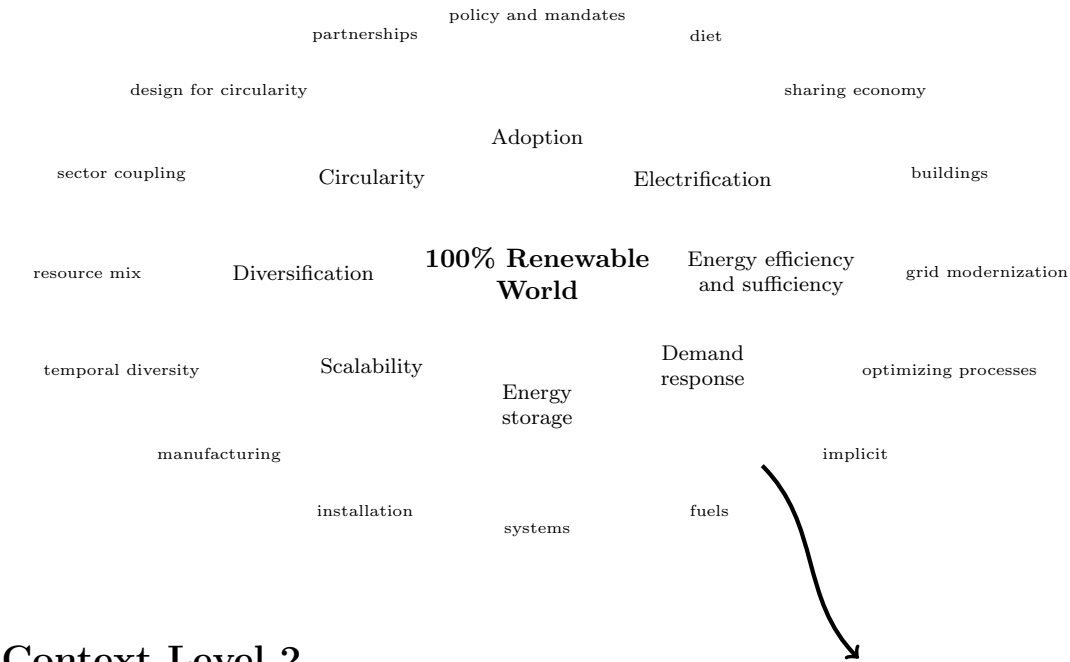 policy and mandates
partnerships
diet
design for circularity
sharing economy
Adoption
sector coupling
Circularity
Electrification
buildings
resource mix
Diversification
100% Renewable
World
Energy efficiency
and sufficiency
grid modernization
temporal diversity
Scalability
Demand
response
optimizing processes
Energy
storage
manufacturing
implicit
installation
systems
fuels
Context Level 2